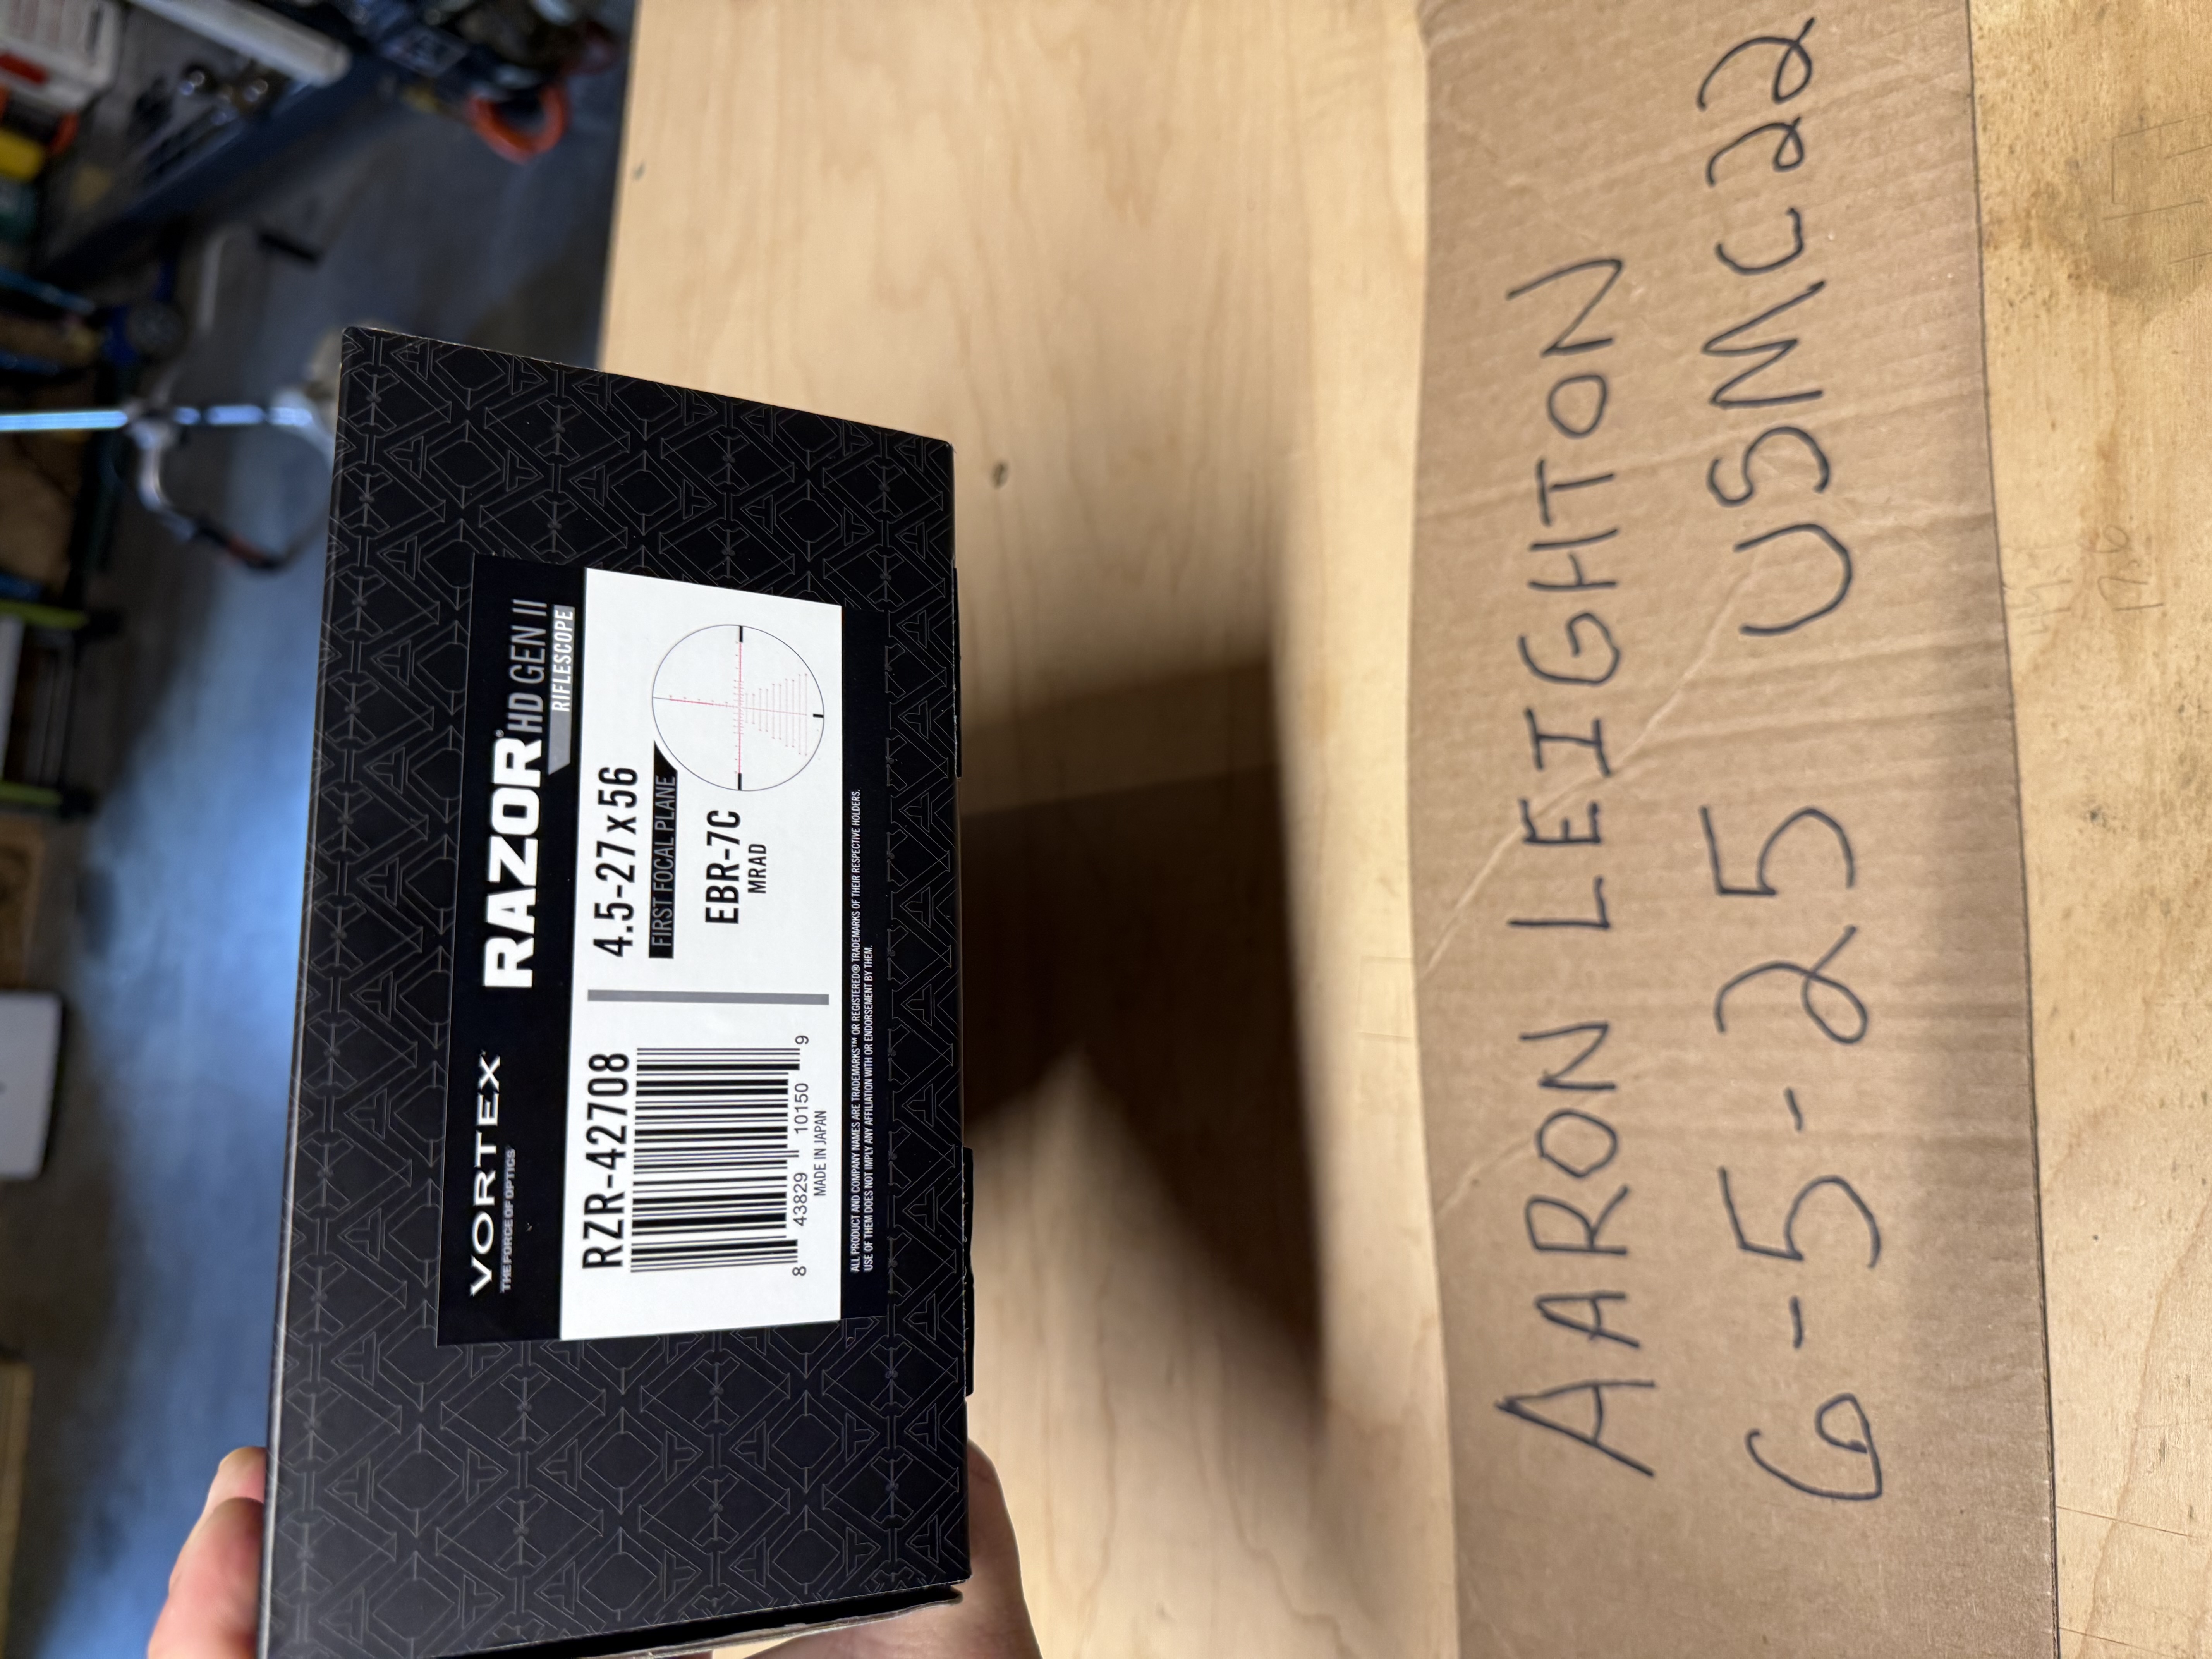 VORTEX
THE FORCE OF OPTICS
RAZOR HD GEN II
RIFLESCOPE
RZR-42708
8 43829 10150 9
MADE IN JAPAN
4.5-27x56
FIRST FOCAL PLANE
EBR-7C
MRAD
ALL PRODUCT AND COMPANY NAMES ARE TRADEMARKS™ OR REGISTERED® TRADEMARKS OF THEIR RESPECTIVE HOLDERS.
USE OF THEM DOES NOT IMPLY ANY AFFILIATION WITH OR ENDORSEMENT BY THEM.
AARON LEIGHTON
6-5-25 USMC22